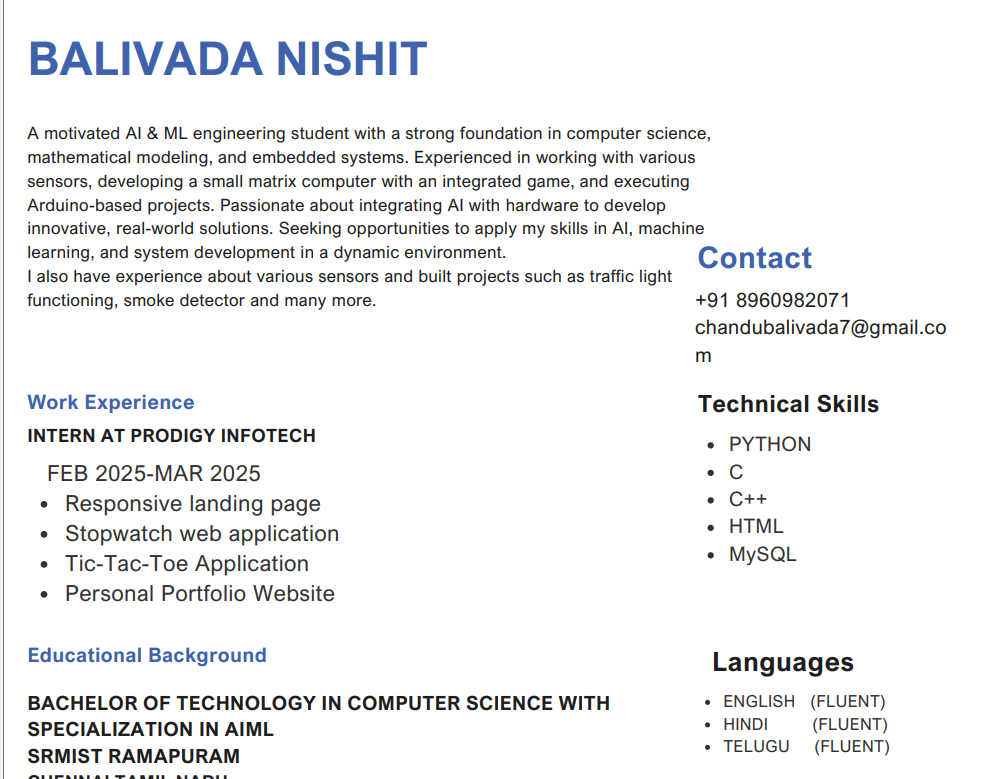 BALIVADA NISHIT
A motivated AI & ML engineering student with a strong foundation in computer science,
mathematical modeling, and embedded systems. Experienced in working with various
sensors, developing a small matrix computer with an integrated game, and executing
Arduino-based projects. Passionate about integrating AI with hardware to develop
innovative, real-world solutions. Seeking opportunities to apply my skills in AI, machine
learning, and system development in a dynamic environment.
I also have experience about various sensors and built projects such as traffic light
functioning, smoke detector and many more.
Contact
+91 8960982071
chandubalivada7@gmail.co
m
Work Experience
INTERN AT PRODIGY INFOTECH
FEB 2025-MAR 2025
• Responsive landing page
• Stopwatch web application
• Tic-Tac-Toe Application
• Personal Portfolio Website
Technical Skills
• PYTHON
• C
• C++
• HTML
• MySQL
Educational Background
BACHELOR OF TECHNOLOGY IN COMPUTER SCIENCE WITH
SPECIALIZATION IN AIML
SRMIST RAMAPURAM
CHENNAI TAMIL NADU
Languages
• ENGLISH (FLUENT)
• HINDI (FLUENT)
• TELUGU (FLUENT)